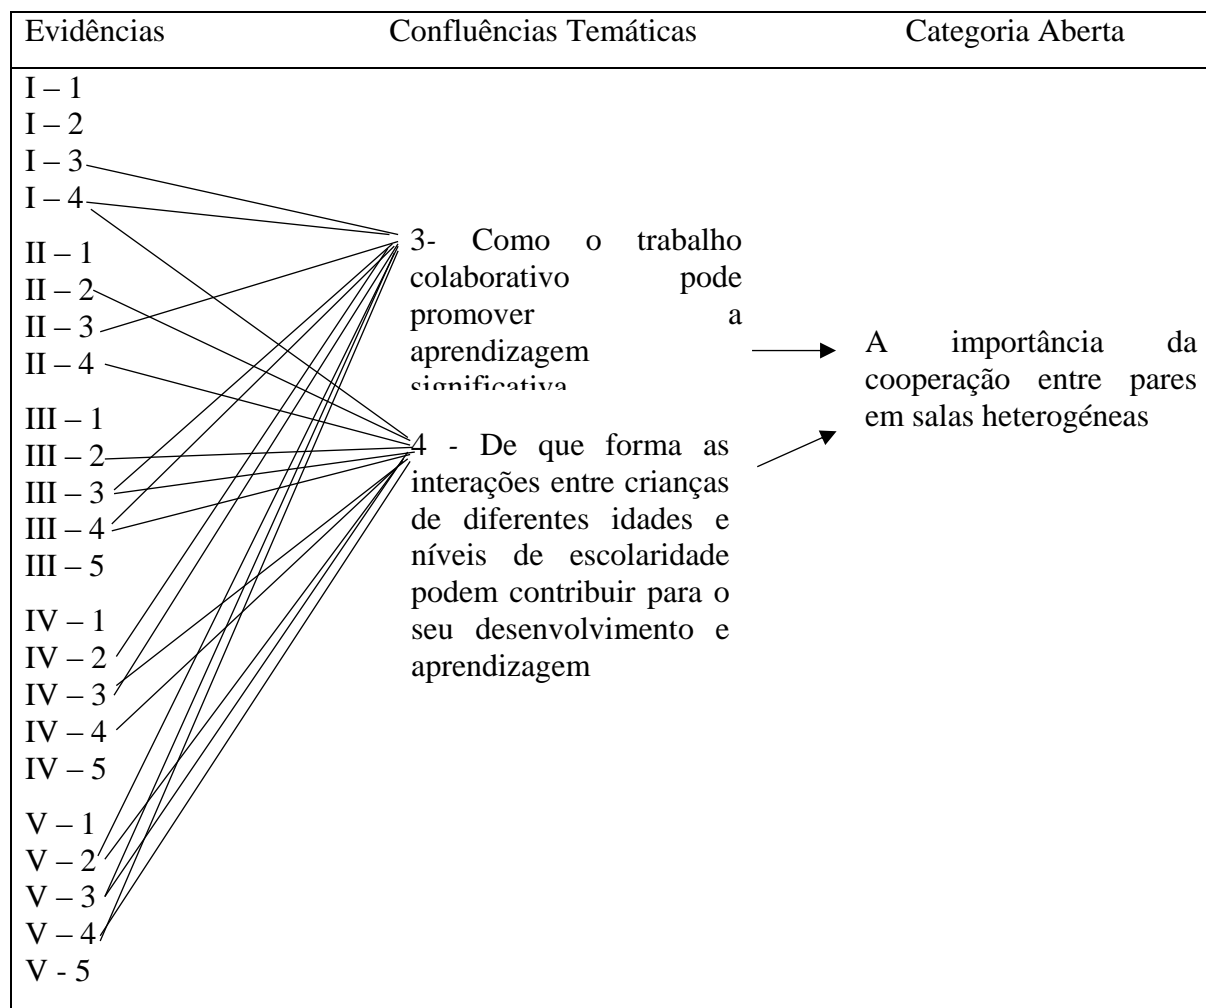 Evidências Confluências Temáticas Categoria Aberta
I – 1
I – 2
I – 3
I – 4
II – 1
II – 2
II – 3
II – 4
III – 1
III – 2
III – 3
III – 4
III – 5
IV – 1
IV – 2
IV – 3
IV – 4
IV – 5
V – 1
V – 2
V – 3
V – 4
V - 5
3- Como o trabalho
colaborativo pode
promover a
aprendizagem
significativa
4 - De que forma as
interações entre crianças
de diferentes idades e
níveis de escolaridade
podem contribuir para o
seu desenvolvimento e
aprendizagem
A importância da
cooperação entre pares
em salas heterogéneas